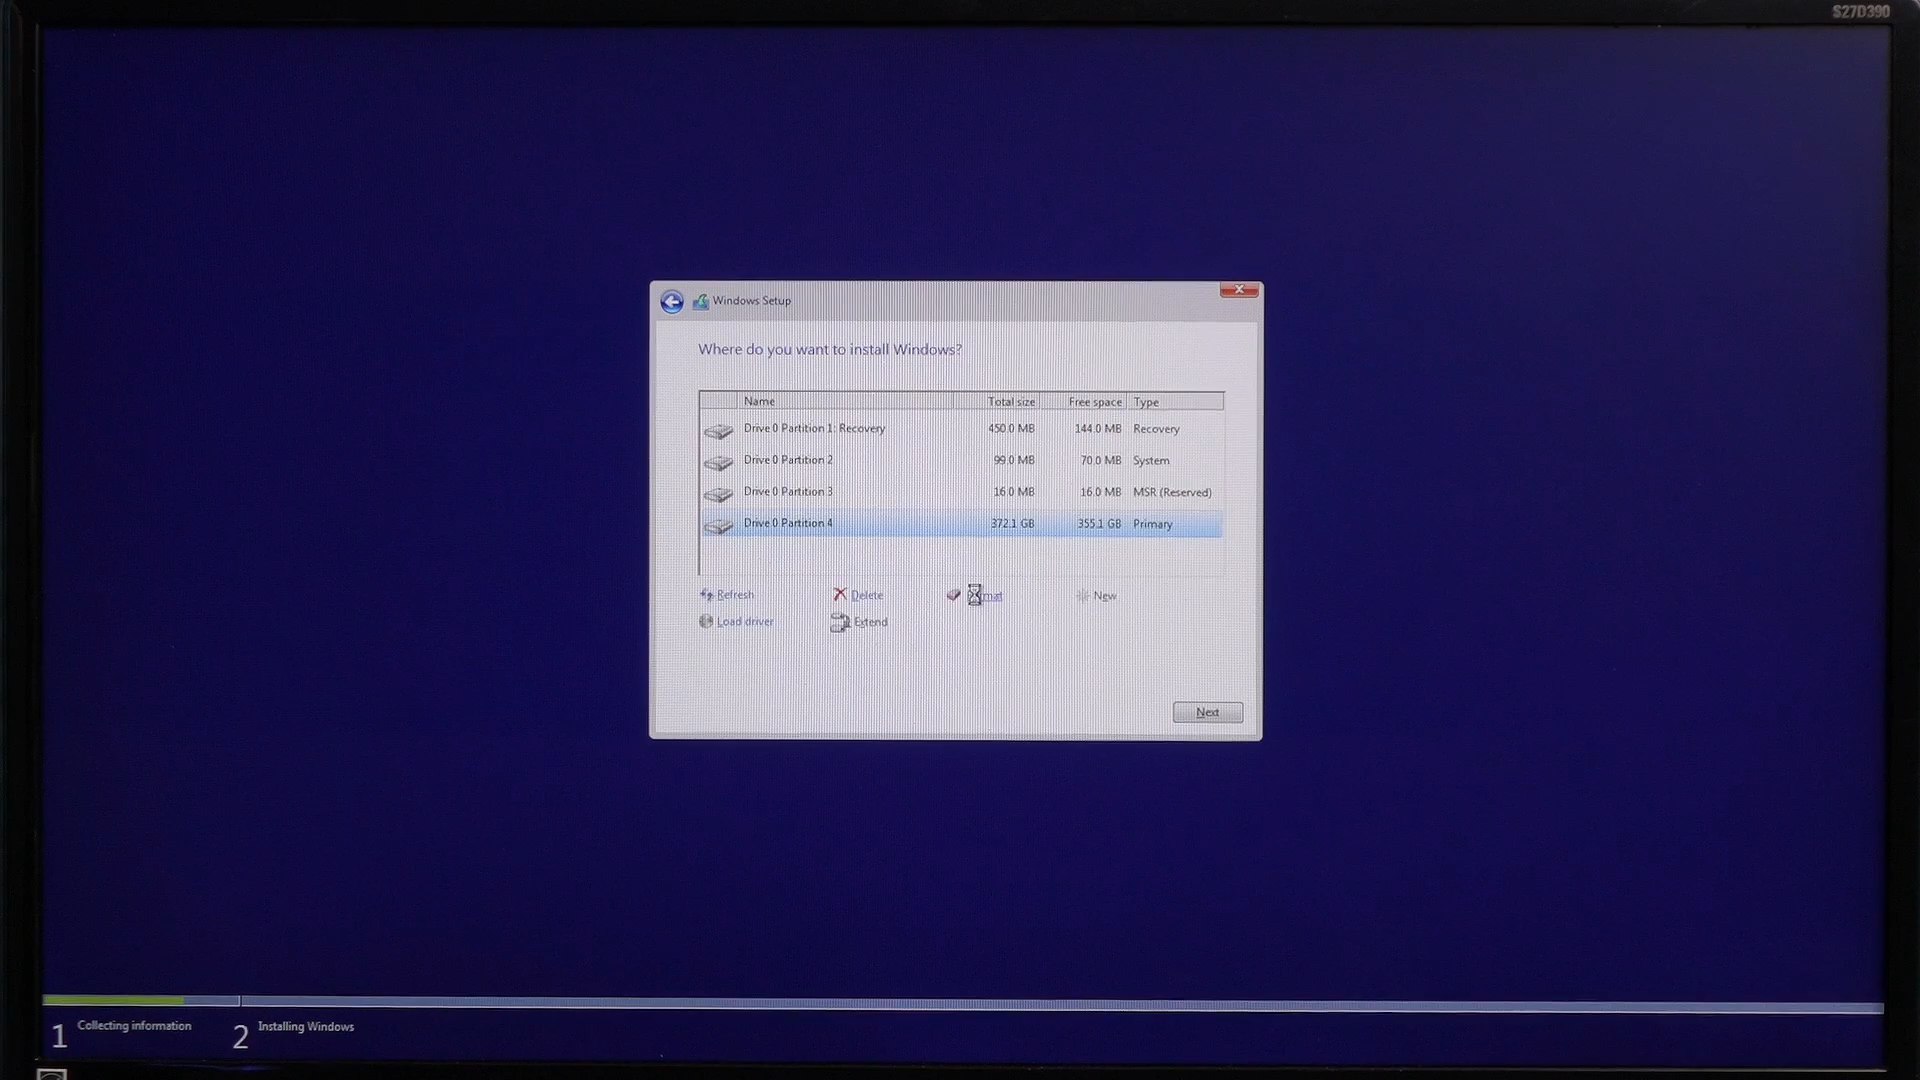 S27D390
Windows Setup
Where do you want to install Windows?
Name Total size Free space Type
Drive 0 Partition 1: Recovery 450.0 MB 144.0 MB Recovery
Drive 0 Partition 2 99.0 MB 70.0 MB System
Drive 0 Partition 3 16.0 MB 16.0 MB MSR (Reserved)
Drive 0 Partition 4 372.1 GB 355.1 GB Primary
Refresh Delete Format New
Load driver Extend
Next
1 Collecting information 2 Installing Windows